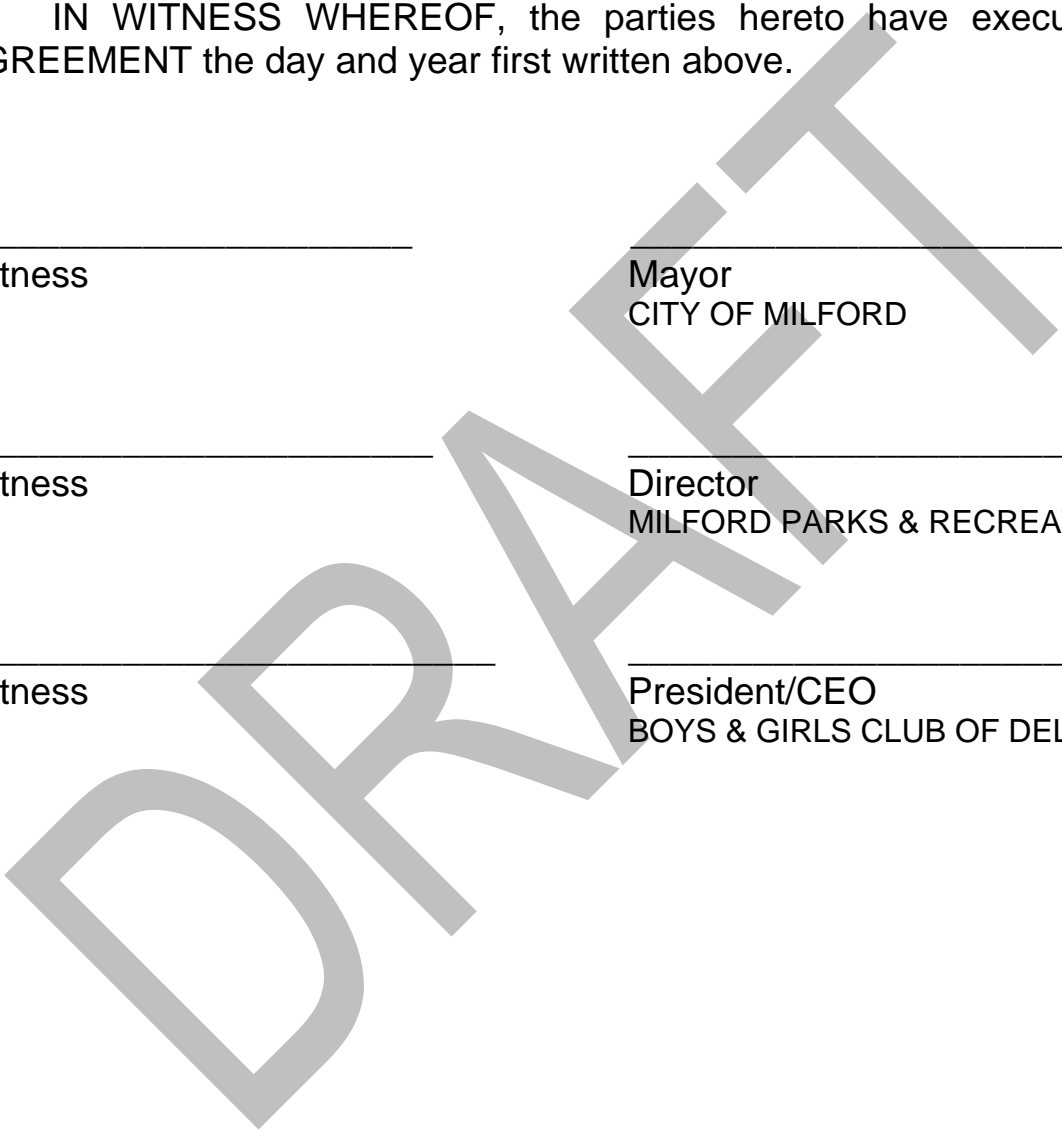 IN WITNESS WHEREOF, the parties hereto have execu
GREEMENT the day and year first written above.
tness
Mayor
CITY OF MILFORD
tness
Director
MILFORD PARKS & RECREA
tness
President/CEO
BOYS & GIRLS CLUB OF DEL
DRAFT